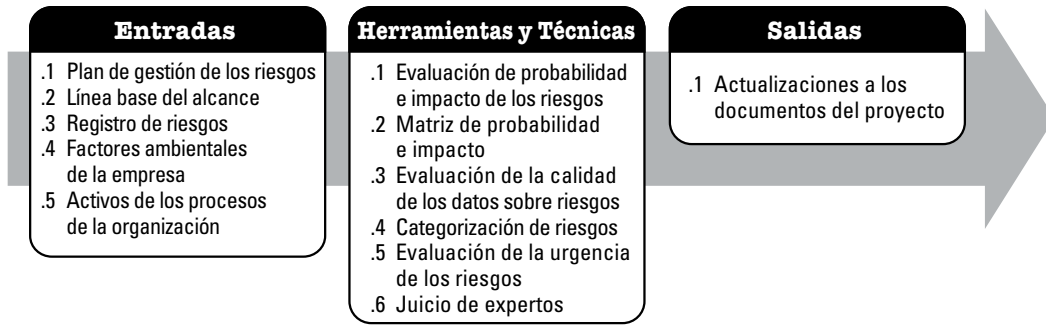 Entradas
.1 Plan de gestión de los riesgos
.2 Línea base del alcance
.3 Registro de riesgos
.4 Factores ambientales
de la empresa
.5 Activos de los procesos
de la organización
Herramientas y Técnicas
.1 Evaluación de probabilidad
e impacto de los riesgos
.2 Matriz de probabilidad
e impacto
.3 Evaluación de la calidad
de los datos sobre riesgos
.4 Categorización de riesgos
.5 Evaluación de la urgencia
de los riesgos
.6 Juicio de expertos
Salidas
.1 Actualizaciones a los
documentos del proyecto